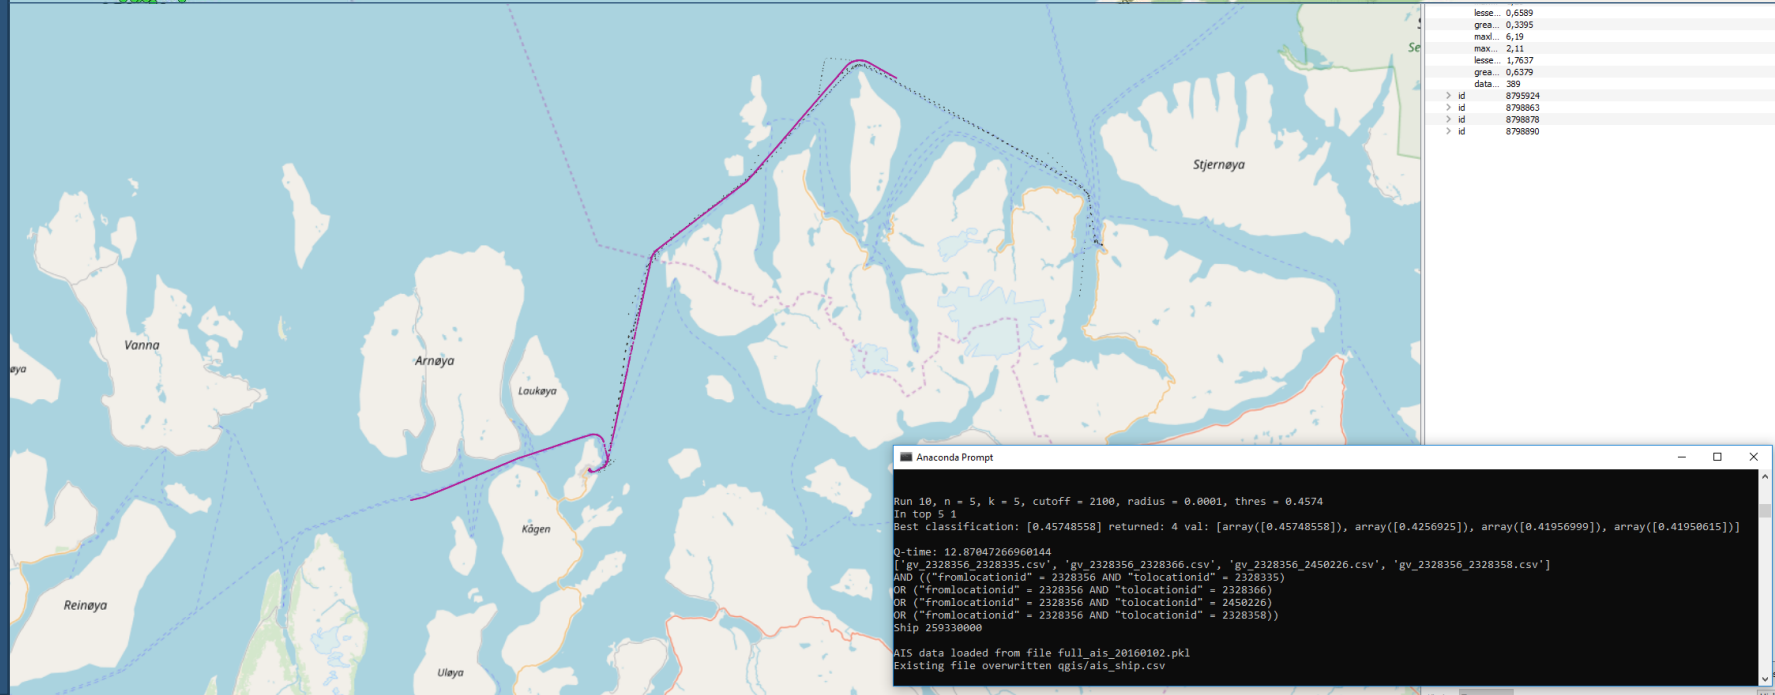 Se
Stjernøya
Vanna
Arnøya
Laukøya
øya
Kågen
Reinøya
Uløya
lesse... 0,6589
grea... 0,3395
maxl... 6,19
max... 2,11
lesse... 1,7637
grea... 0,6379
data... 389
id 8795924
id 8798863
id 8798878
id 8798890
Anaconda Prompt
Run 10, n = 5, k = 5, cutoff = 2100, radius = 0.0001, thres = 0.4574
In top 5 1
Best classification: [0.45748558] returned: 4 val: [array([0.45748558]), array([0.4256925]), array([0.41956999]), array([0.41950615])]
Q-time: 12.87047266960144
['gv_2328356_2328335.csv', 'gv_2328356_2328366.csv', 'gv_2328356_2450226.csv', 'gv_2328356_2328358.csv']
AND (("fromlocationid" = 2328356 AND "tolocationid" = 2328335)
OR ("fromlocationid" = 2328356 AND "tolocationid" = 2328366)
OR ("fromlocationid" = 2328356 AND "tolocationid" = 2450226)
OR ("fromlocationid" = 2328356 AND "tolocationid" = 2328358))
Ship 259330000
AIS data loaded from file full_ais_20160102.pkl
Existing file overwritten qgis/ais_ship.csv